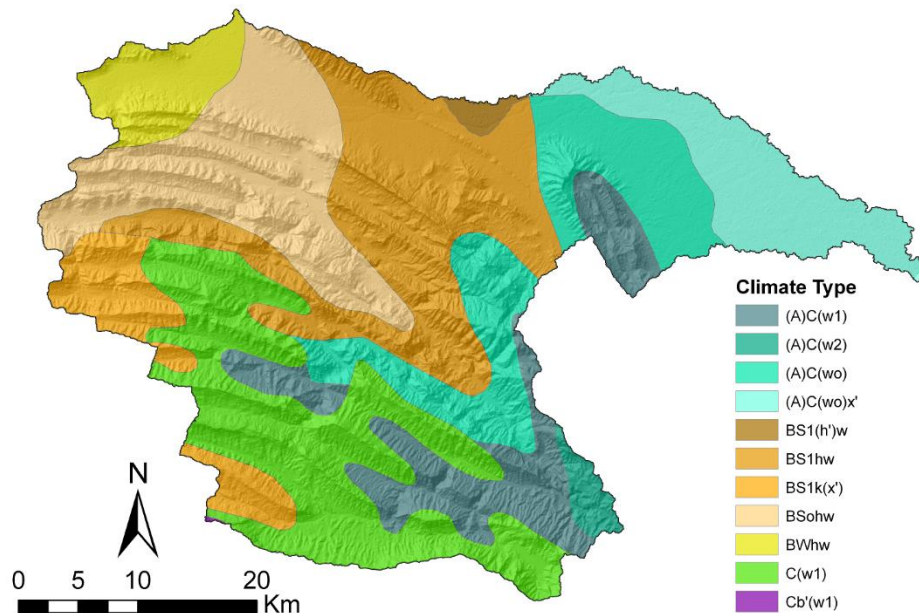 Climate Type
(A)C(w1)
(A)C(w2)
(A)C(wo)
(A)C(wo)x'
BS1(h')w
BS1hw
BS1k(x')
BSohw
BWhw
C(w1)
Cb'(w1)
N
0 5 10 20
Km